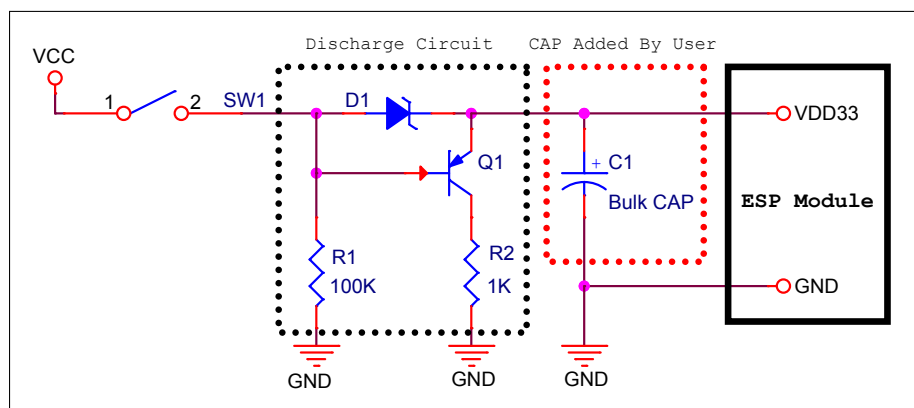 Discharge Circuit
CAP Added By User
VCC
1
2
SW1
D1
VDD33
Q1
+
C1
Bulk CAP
ESP Module
R1
100K
R2
1K
GND
GND
GND
GND